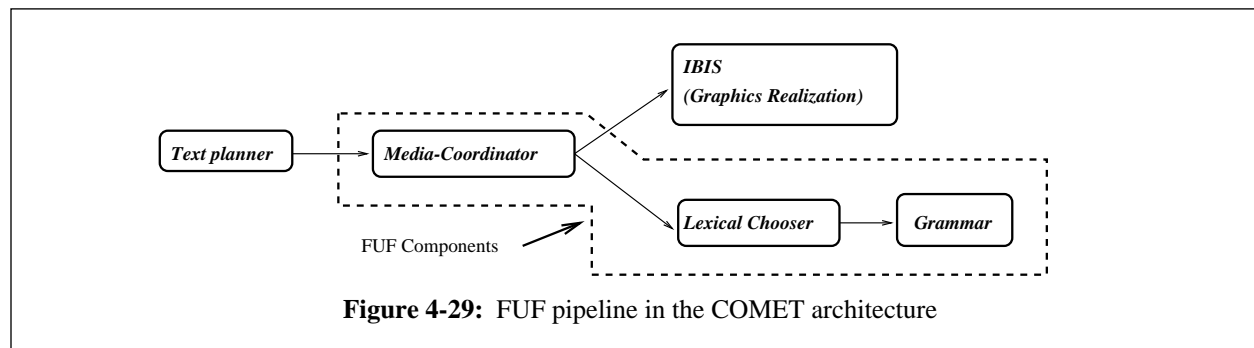 IBIS
(Graphics Realization)
Text planner
Media-Coordinator
Lexical Chooser
Grammar
FUF Components
Figure 4-29: FUF pipeline in the COMET architecture